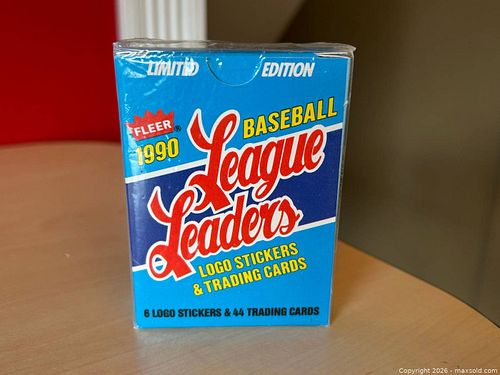 LIMITED EDITION
FLEER®
1990
BASEBALL
League
Leaders
LOGO STICKERS
& TRADING CARDS
6 LOGO STICKERS & 44 TRADING CARDS
Copyright 2026 - maxsold.com